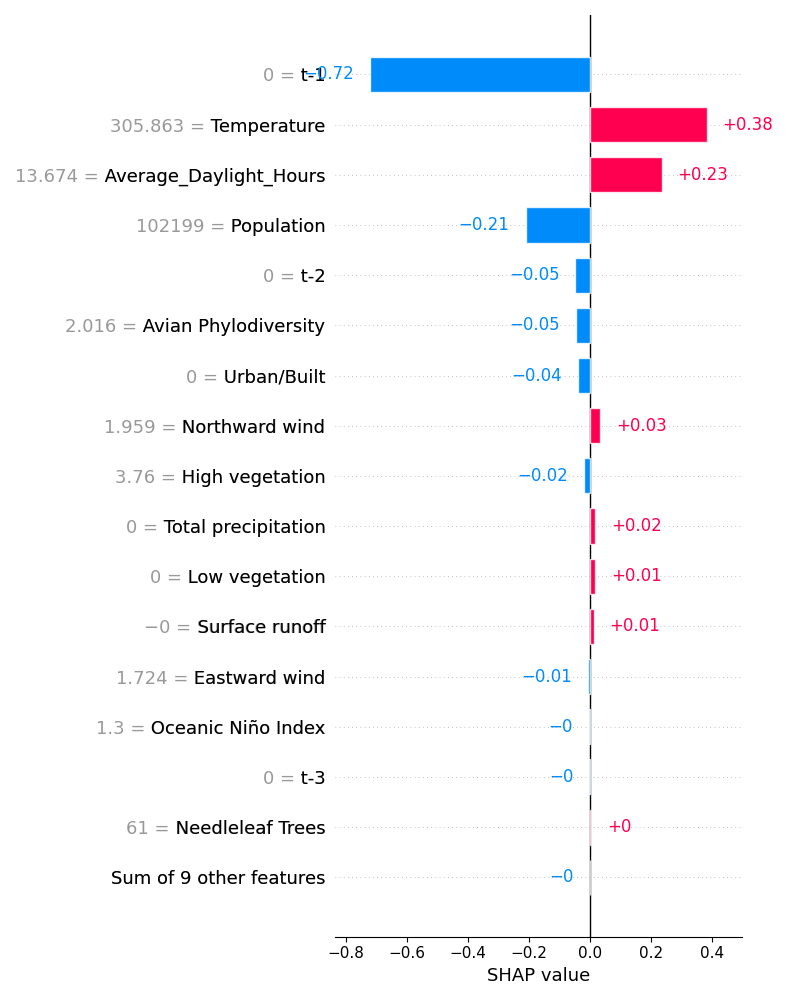 0 = t-1 −0.72
305.863 = Temperature +0.38
13.674 = Average_Daylight_Hours +0.23
102199 = Population −0.21
0 = t-2 −0.05
2.016 = Avian Phylodiversity −0.05
0 = Urban/Built −0.04
1.959 = Northward wind +0.03
3.76 = High vegetation −0.02
0 = Total precipitation +0.02
0 = Low vegetation +0.01
−0 = Surface runoff +0.01
1.724 = Eastward wind −0.01
1.3 = Oceanic Niño Index −0
0 = t-3 −0
61 = Needleleaf Trees +0
Sum of 9 other features −0
−0.8 −0.6 −0.4 −0.2 0.0 0.2 0.4
SHAP value